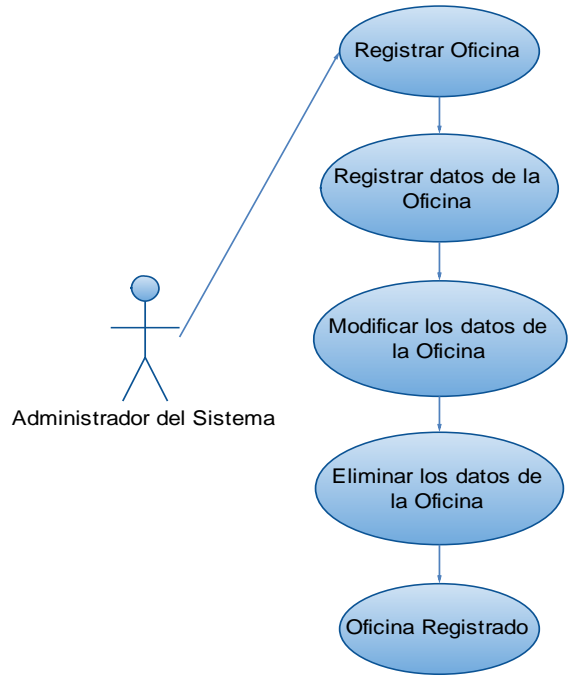 Registrar Oficina
Registrar datos de la
Oficina
Modificar los datos de
la Oficina
Administrador del Sistema
Eliminar los datos de
la Oficina
Oficina Registrado